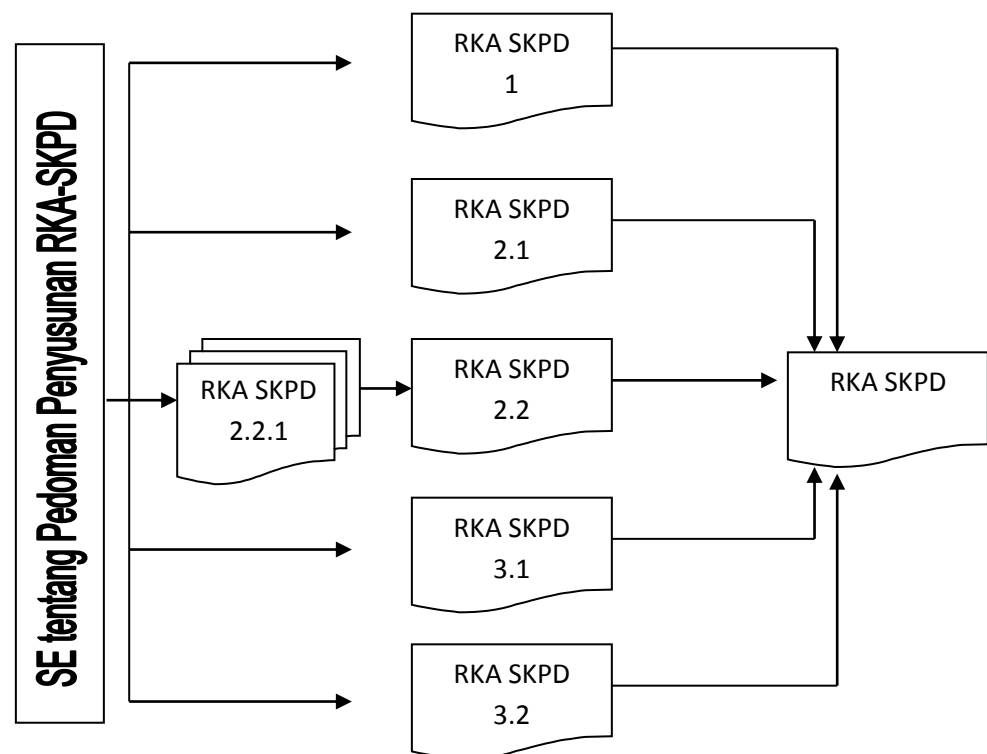 SE tentang Pedoman Penyusunan RKA-SKPD
RKA SKPD
1
RKA SKPD
2.1
RKA SKPD
2.2.1
RKA SKPD
2.2
RKA SKPD
RKA SKPD
3.1
RKA SKPD
3.2